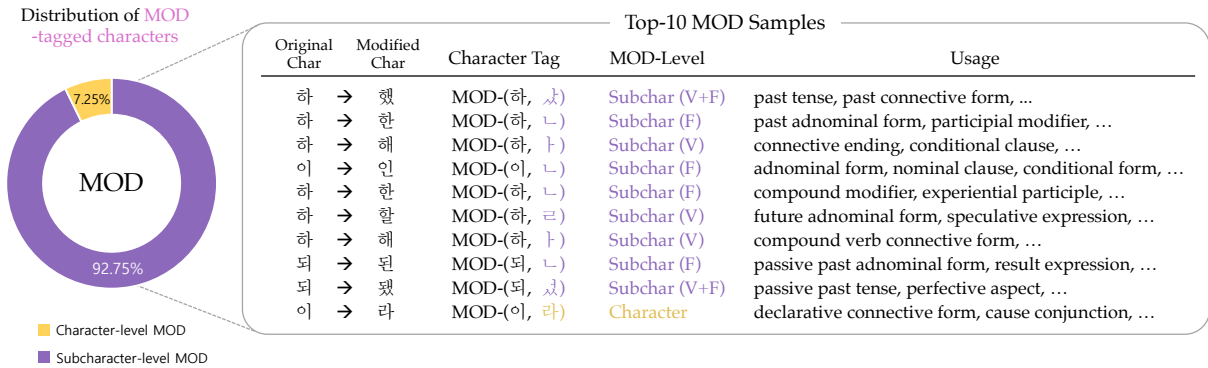 Distribution of MOD
-tagged characters
7.25%
MOD
92.75%
Character-level MOD
Subcharacter-level MOD
Top-10 MOD Samples
Original Char Modified Char Character Tag MOD-Level Usage
하 → 했 MOD-(하, ㅏㅆ) Subchar (V+F) past tense, past connective form, ...
하 → 한 MOD-(하, ㄴ) Subchar (F) past adnominal form, participial modifier, …
하 → 해 MOD-(하, ㅏ) Subchar (V) connective ending, conditional clause, …
이 → 인 MOD-(이, ㄴ) Subchar (F) adnominal form, nominal clause, conditional form, …
하 → 한 MOD-(하, ㄴ) Subchar (F) compound modifier, experiential participle, …
하 → 할 MOD-(하, ㄹ) Subchar (V) future adnominal form, speculative expression, …
하 → 해 MOD-(하, ㅏ) Subchar (V) compound verb connective form, …
되 → 된 MOD-(되, ㄴ) Subchar (F) passive past adnominal form, result expression, …
되 → 됐 MOD-(되, ㅓㅆ) Subchar (V+F) passive past tense, perfective aspect, …
이 → 라 MOD-(이, 라) Character declarative connective form, cause conjunction, …